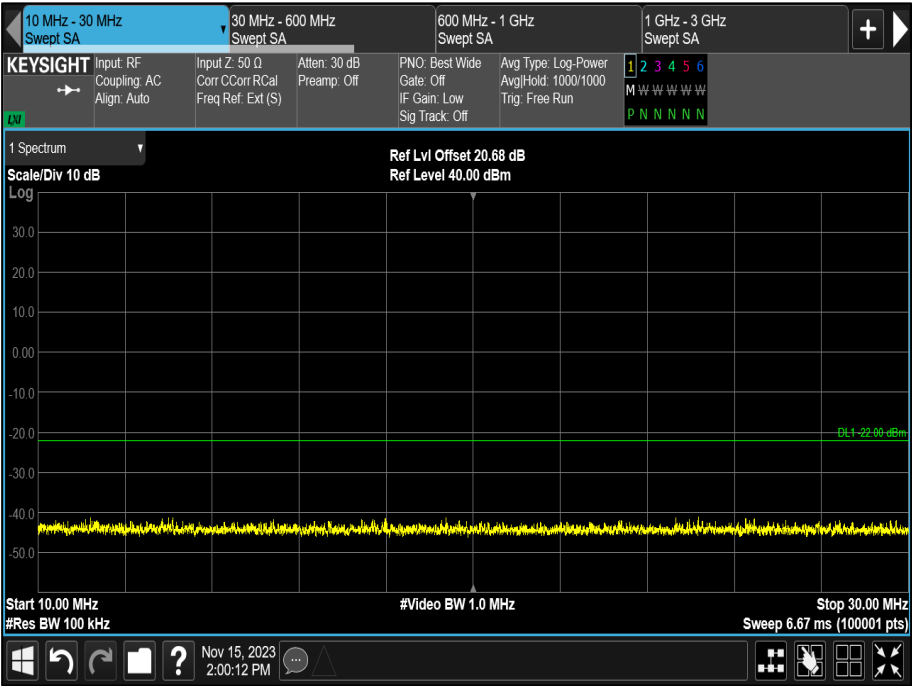 10 MHz - 30 MHz
Swept SA
30 MHz - 600 MHz
Swept SA
600 MHz - 1 GHz
Swept SA
1 GHz - 3 GHz
Swept SA
+
KEYSIGHT
LXI
Input: RF
Coupling: AC
Align: Auto
Input Z: 50 Ω
Corr CCorr RCal
Freq Ref: Ext (S)
Atten: 30 dB
Preamp: Off
PNO: Best Wide
Gate: Off
IF Gain: Low
Sig Track: Off
Avg Type: Log-Power
Avg|Hold: 1000/1000
Trig: Free Run
1 2 3 4 5 6
M W W W W W
P N N N N N
1 Spectrum
Scale/Div 10 dB
Ref Lvl Offset 20.68 dB
Ref Level 40.00 dBm
Log
30.0
20.0
10.0
0.00
-10.0
-20.0
DL1 -22.00 dBm
-30.0
-40.0
-50.0
Start 10.00 MHz
#Video BW 1.0 MHz
Stop 30.00 MHz
#Res BW 100 kHz
Sweep 6.67 ms (100001 pts)
?
Nov 15, 2023
2:00:12 PM